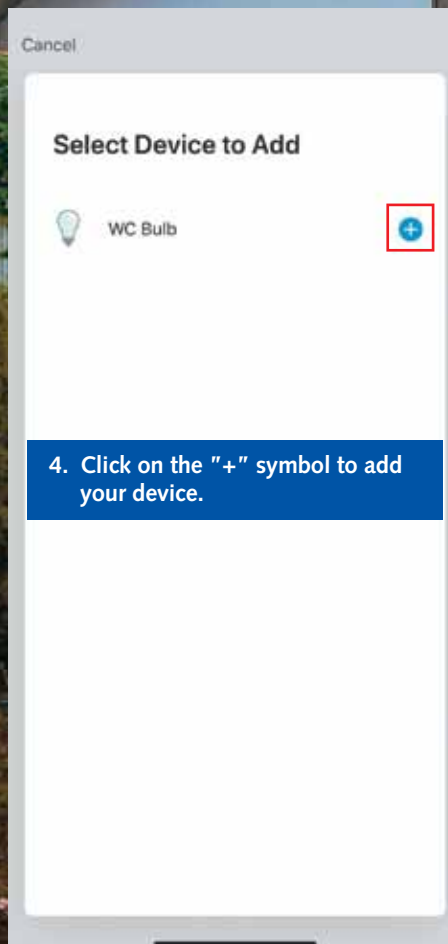 Cancel
Select Device to Add
WC Bulb
4. Click on the "+" symbol to add
your device.